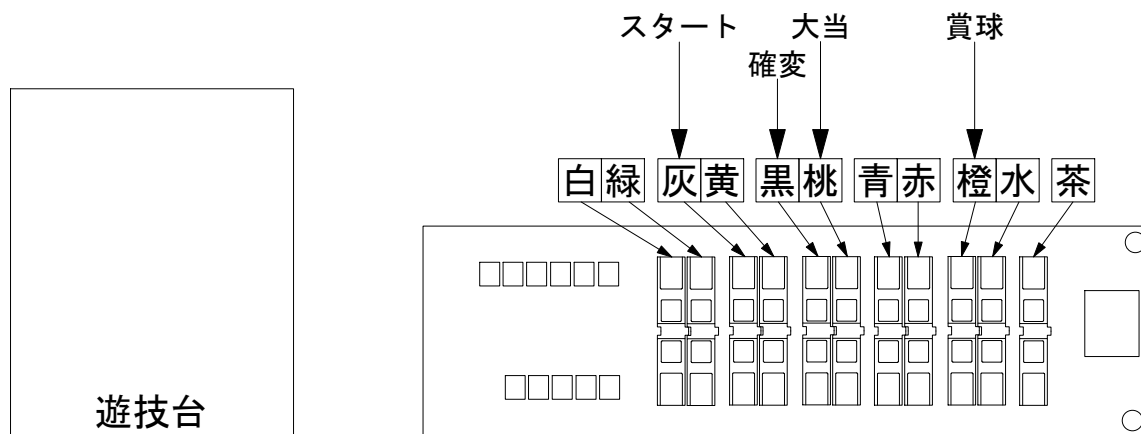 スタート 大当 賞球
確変
白 緑 灰 黄 黒 桃 青 赤 橙 水 茶
遊技台